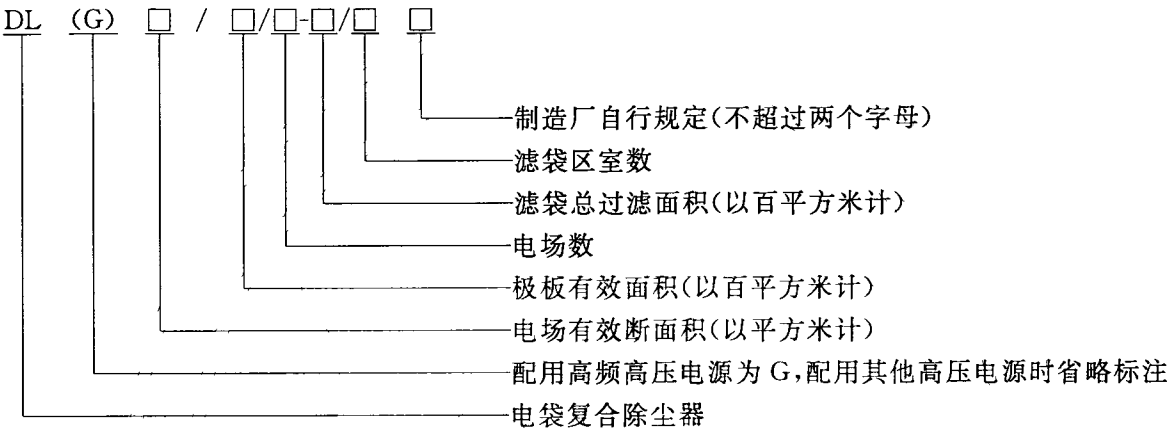 DL (G) □ / □/□-□/□ □
制造厂自行规定(不超过两个字母)
滤袋区室数
滤袋总过滤面积(以百平方米计)
电场数
极板有效面积(以百平方米计)
电场有效断面积(以平方米计)
配用高频高压电源为 G,配用其他高压电源时省略标注
电袋复合除尘器